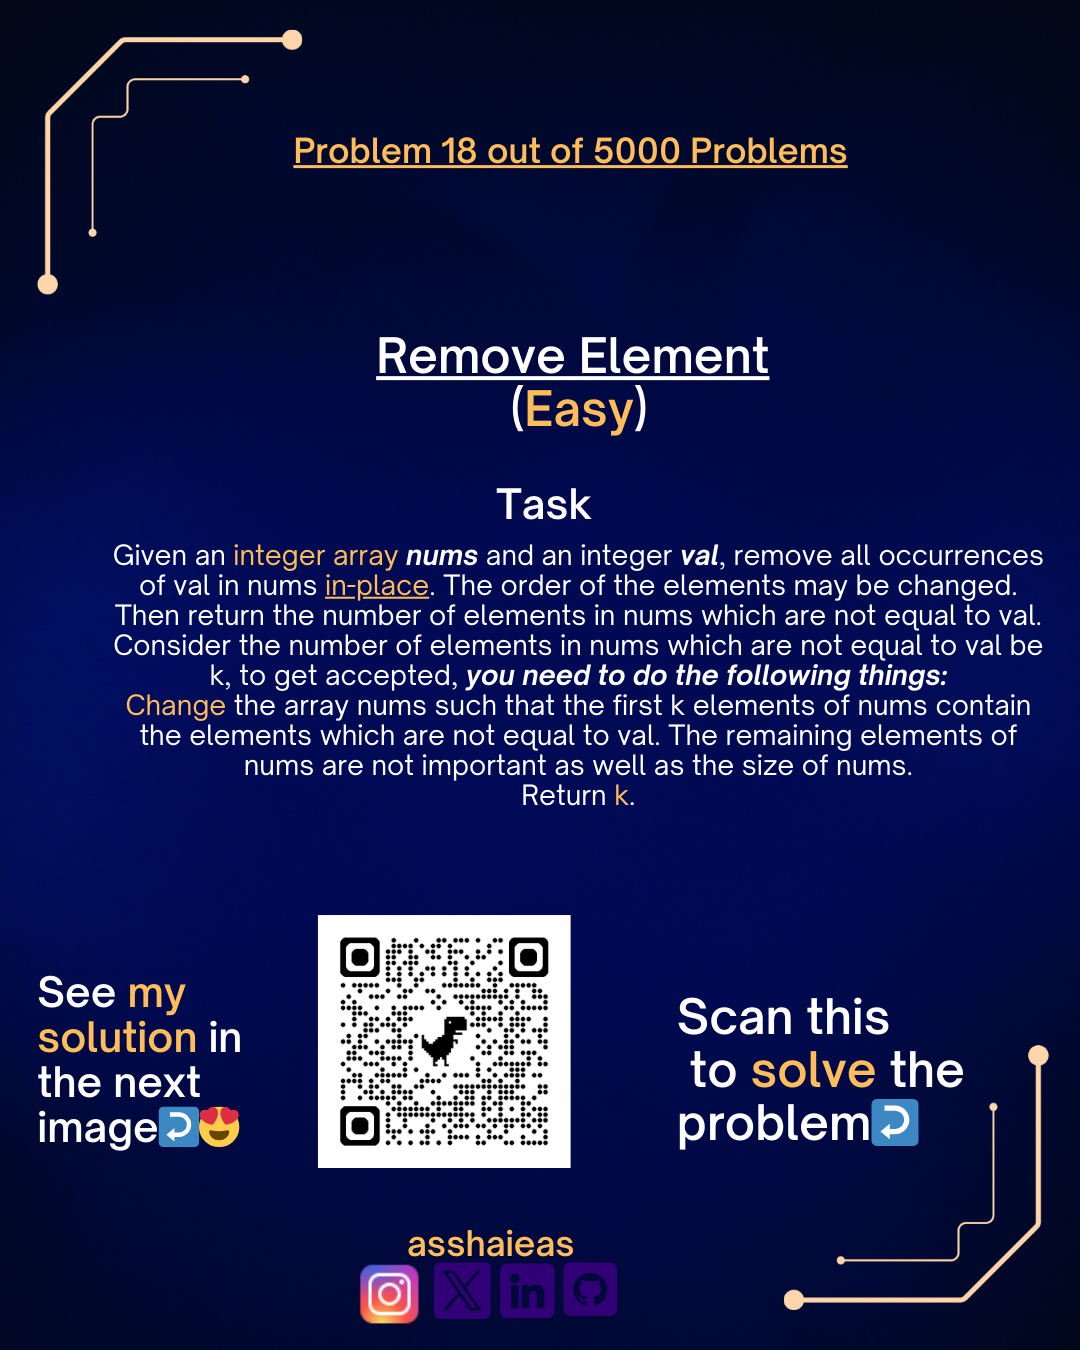 Problem 18 out of 5000 Problems
Remove Element
(Easy)
Task
Given an integer array nums and an integer val, remove all occurrences
of val in nums in-place. The order of the elements may be changed.
Then return the number of elements in nums which are not equal to val.
Consider the number of elements in nums which are not equal to val be
k, to get accepted, you need to do the following things:
Change the array nums such that the first k elements of nums contain
the elements which are not equal to val. The remaining elements of
nums are not important as well as the size of nums.
Return k.
See my
solution in
the next
image↩️😍
Scan this
to solve the
problem↩️
asshaieas